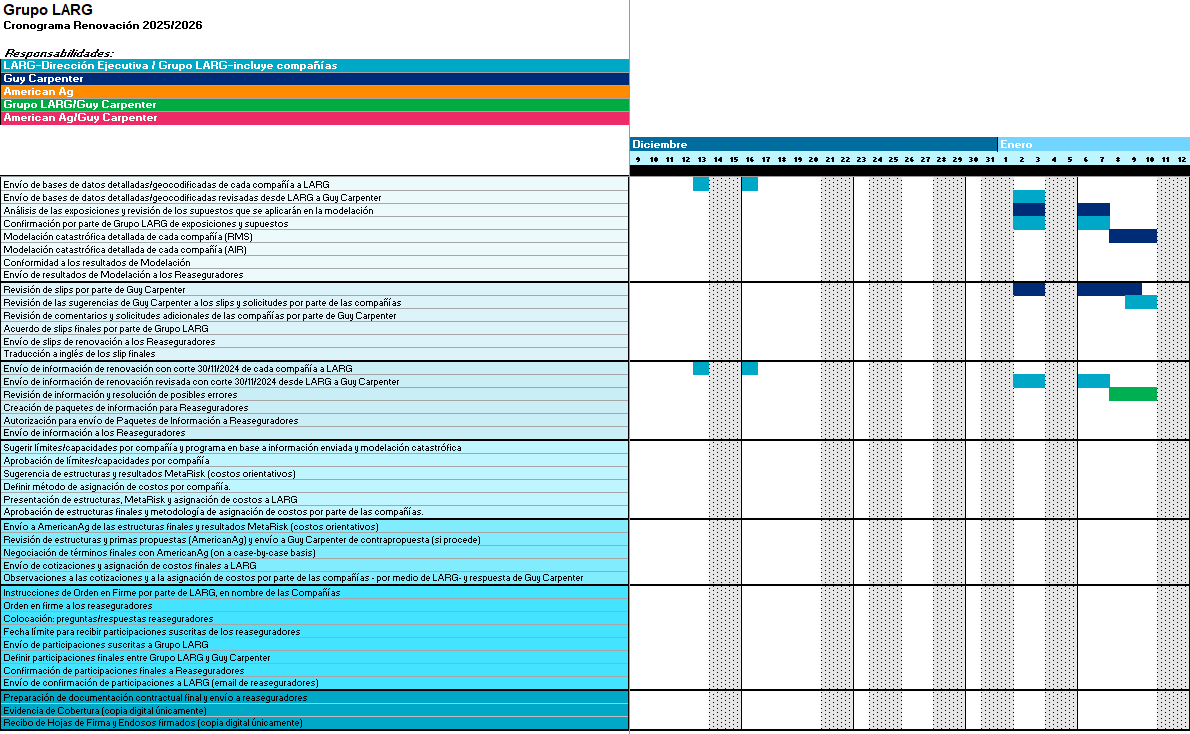 Grupo LARG
Cronograma Renovación 2025/2026
Responsabilidades:
LARG-Dirección Ejecutiva / Grupo LARG-incluye compañías
Guy Carpenter
American Ag
Grupo LARG/Guy Carpenter
American Ag/Guy Carpenter
Diciembre Enero
9 10 11 12 13 14 15 16 17 18 19 20 21 22 23 24 25 26 27 28 29 30 31 1 2 3 4 5 6 7 8 9 10 11 12
Envío de bases de datos detalladas/geocodificadas de cada compañía a LARG
Envío de bases de datos detalladas/geocodificadas revisadas desde LARG a Guy Carpenter
Análisis de las exposiciones y revisión de los supuestos que se aplicarán en la modelación
Confirmación por parte de Grupo LARG de exposiciones y supuestos
Modelación catastrófica detallada de cada compañía (RMS)
Modelación catastrófica detallada de cada compañía (AIR)
Conformidad a los resultados de Modelación
Envío de resultados de Modelación a los Reaseguradores
Revisión de slips por parte de Guy Carpenter
Revisión de las sugerencias de Guy Carpenter a los slips y solicitudes por parte de las compañías
Revisión de comentarios y solicitudes adicionales de las compañías por parte de Guy Carpenter
Acuerdo de slips finales por parte de Grupo LARG
Envío de slips de renovación a los Reaseguradores
Traducción a inglés de los slip finales
Envío de información de renovación con corte 30/11/2024 de cada compañía a LARG
Envío de información de renovación revisada con corte 30/11/2024 desde LARG a Guy Carpenter
Revisión de información y resolución de posibles errores
Creación de paquetes de información para Reaseguradores
Autorización para envío de Paquetes de Información a Reaseguradores
Envío de información a los Reaseguradores
Sugerir límites/capacidades por compañía y programa en base a información enviada y modelación catastrófica
Aprobación de límites/capacidades por compañía
Sugerencia de estructuras y resultados MetaRisk (costos orientativos)
Definir método de asignación de costos por compañía.
Presentación de estructuras, MetaRisk y asignación de costos a LARG
Aprobación de estructuras finales y metodología de asignación de costos por parte de las compañías.
Envío a AmericanAg de las estructuras finales y resultados MetaRisk (costos orientativos)
Revisión de estructuras y primas propuestas (AmericanAg) y envío a Guy Carpenter de contrapropuesta (si procede)
Negociación de términos finales con AmericanAg (on a case-by-case basis)
Envío de cotizaciones y asignación de costos finales a LARG
Observaciones a las cotizaciones y a la asignación de costos por parte de las compañías - por medio de LARG- y respuesta de Guy Carpenter
Instrucciones de Orden en Firme por parte de LARG, en nombre de las Compañías
Orden en firme a los reaseguradores
Colocación: preguntas/respuestas reaseguradores
Fecha límite para recibir participaciones suscritas de los reaseguradores
Envío de participaciones suscritas a Grupo LARG
Definir participaciones finales entre Grupo LARG y Guy Carpenter
Confirmación de participaciones finales a Reaseguradores
Envío de confirmación de participaciones a LARG (email de reaseguradores)
Preparación de documentación contractual final y envío a reaseguradores
Evidencia de Cobertura (copia digital únicamente)
Recibo de Hojas de Firma y Endosos firmados (copia digital únicamente)